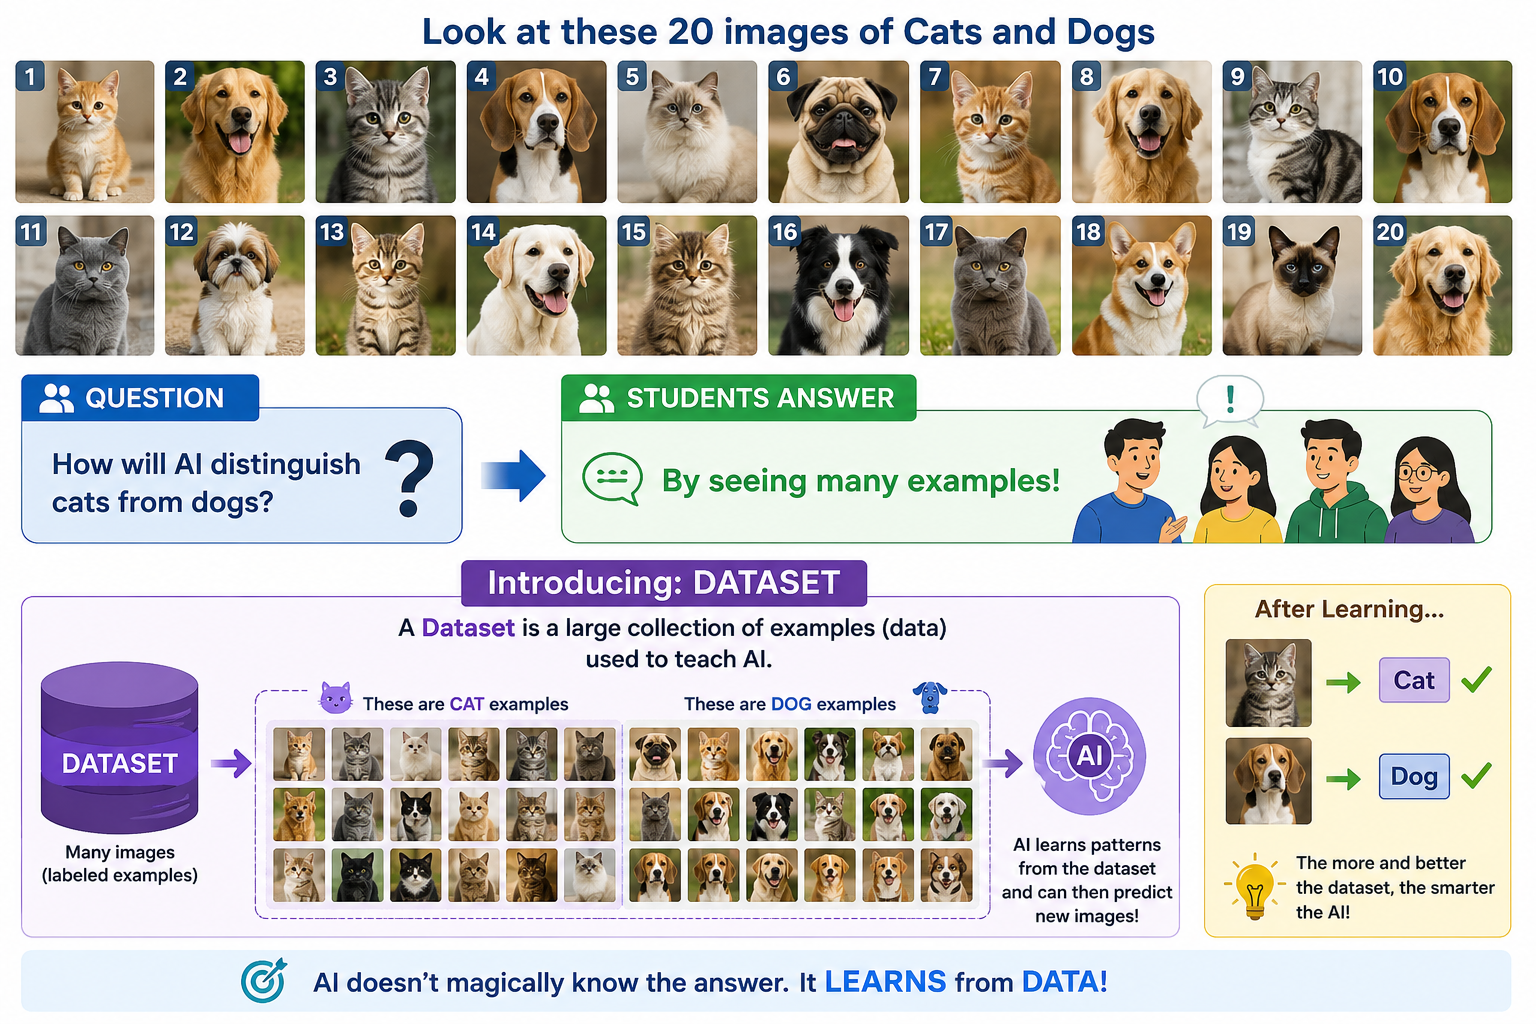 Look at these 20 images of Cats and Dogs
1 2 3 4 5 6 7 8 9 10
11 12 13 14 15 16 17 18 19 20
QUESTION
How will AI distinguish
cats from dogs?
?
STUDENTS ANSWER
By seeing many examples!
!
Introducing: DATASET
A Dataset is a large collection of examples (data)
used to teach AI.
DATASET
Many images
(labeled examples)
These are CAT examples
These are DOG examples
AI
AI learns patterns
from the dataset
and can then predict
new images!
After Learning...
Cat
Dog
The more and better
the dataset, the smarter
the AI!
AI doesn’t magically know the answer. It LEARNS from DATA!